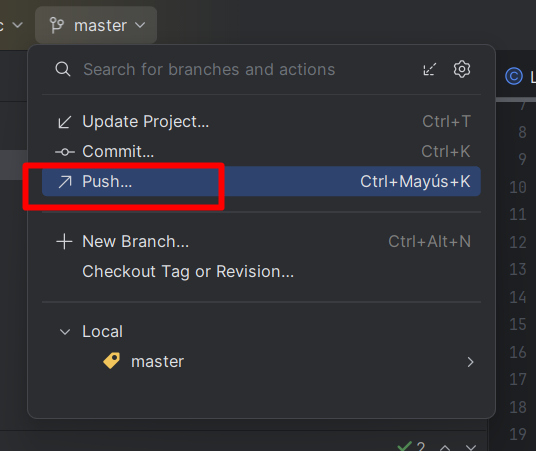 c
master
Search for branches and actions
Update Project... Ctrl+T
Commit... Ctrl+K
Push... Ctrl+Mayús+K
New Branch... Ctrl+Alt+N
Checkout Tag or Revision...
Local
master
C L
7
8
9
10
11
12
13
14
15
16
17
18
19
2